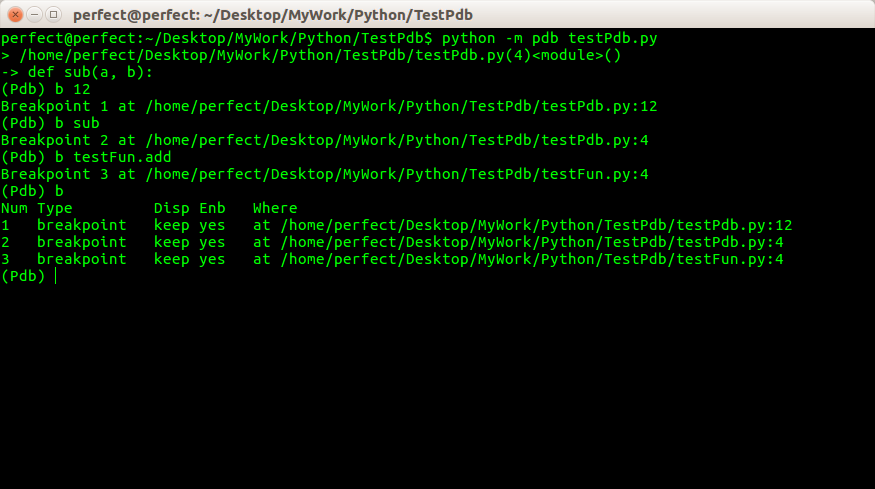 perfect@perfect: ~/Desktop/MyWork/Python/TestPdb
perfect@perfect:~/Desktop/MyWork/Python/TestPdb$ python -m pdb testPdb.py
> /home/perfect/Desktop/MyWork/Python/TestPdb/testPdb.py(4)<module>()
-> def sub(a, b):
(Pdb) b 12
Breakpoint 1 at /home/perfect/Desktop/MyWork/Python/TestPdb/testPdb.py:12
(Pdb) b sub
Breakpoint 2 at /home/perfect/Desktop/MyWork/Python/TestPdb/testPdb.py:4
(Pdb) b testFun.add
Breakpoint 3 at /home/perfect/Desktop/MyWork/Python/TestPdb/testFun.py:4
(Pdb) b
Num Type         Disp Enb   Where
1   breakpoint   keep yes   at /home/perfect/Desktop/MyWork/Python/TestPdb/testPdb.py:12
2   breakpoint   keep yes   at /home/perfect/Desktop/MyWork/Python/TestPdb/testPdb.py:4
3   breakpoint   keep yes   at /home/perfect/Desktop/MyWork/Python/TestPdb/testFun.py:4
(Pdb)